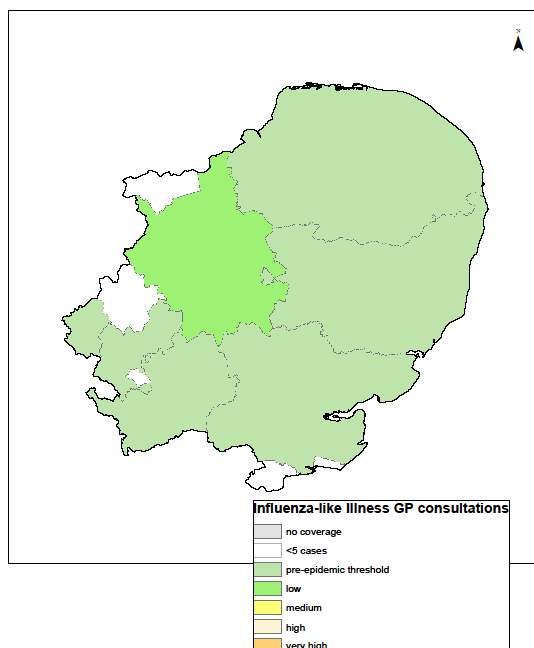 N
Influenza-like Illness GP consultations
no coverage
<5 cases
pre-epidemic threshold
low
medium
high
very high